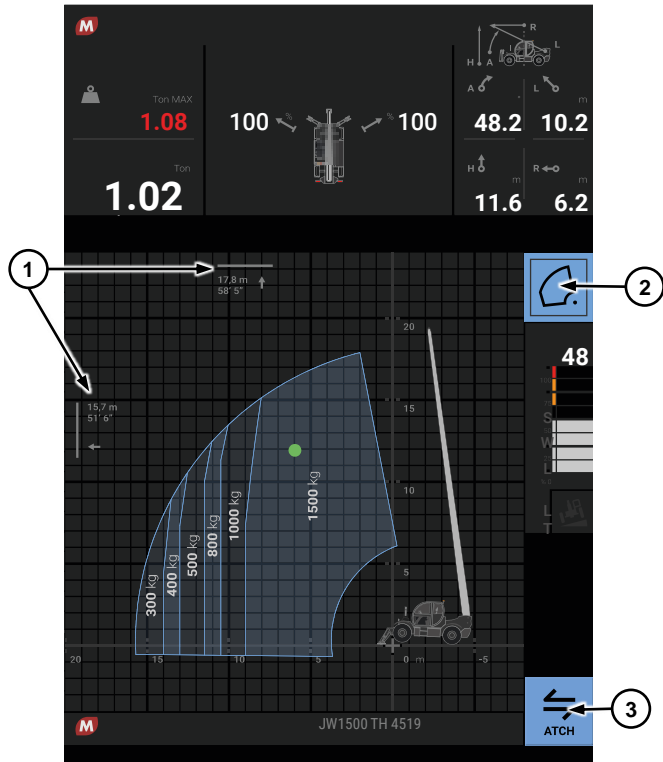 M
R
L
H
A
Ton MAX
1.08
Ton
1.02
100
%
%
100
A
L
m
48.2
10.2
H
m
R
m
11.6
6.2
1
2
3
17,8 m
58' 5"
15,7 m
51' 6"
20
15
10
5
300 kg
400 kg
500 kg
800 kg
1000 kg
1500 kg
20
15
10
5
0 m
-5
48
S
W
L
L
T
M
JW1500 TH 4519
ATCH